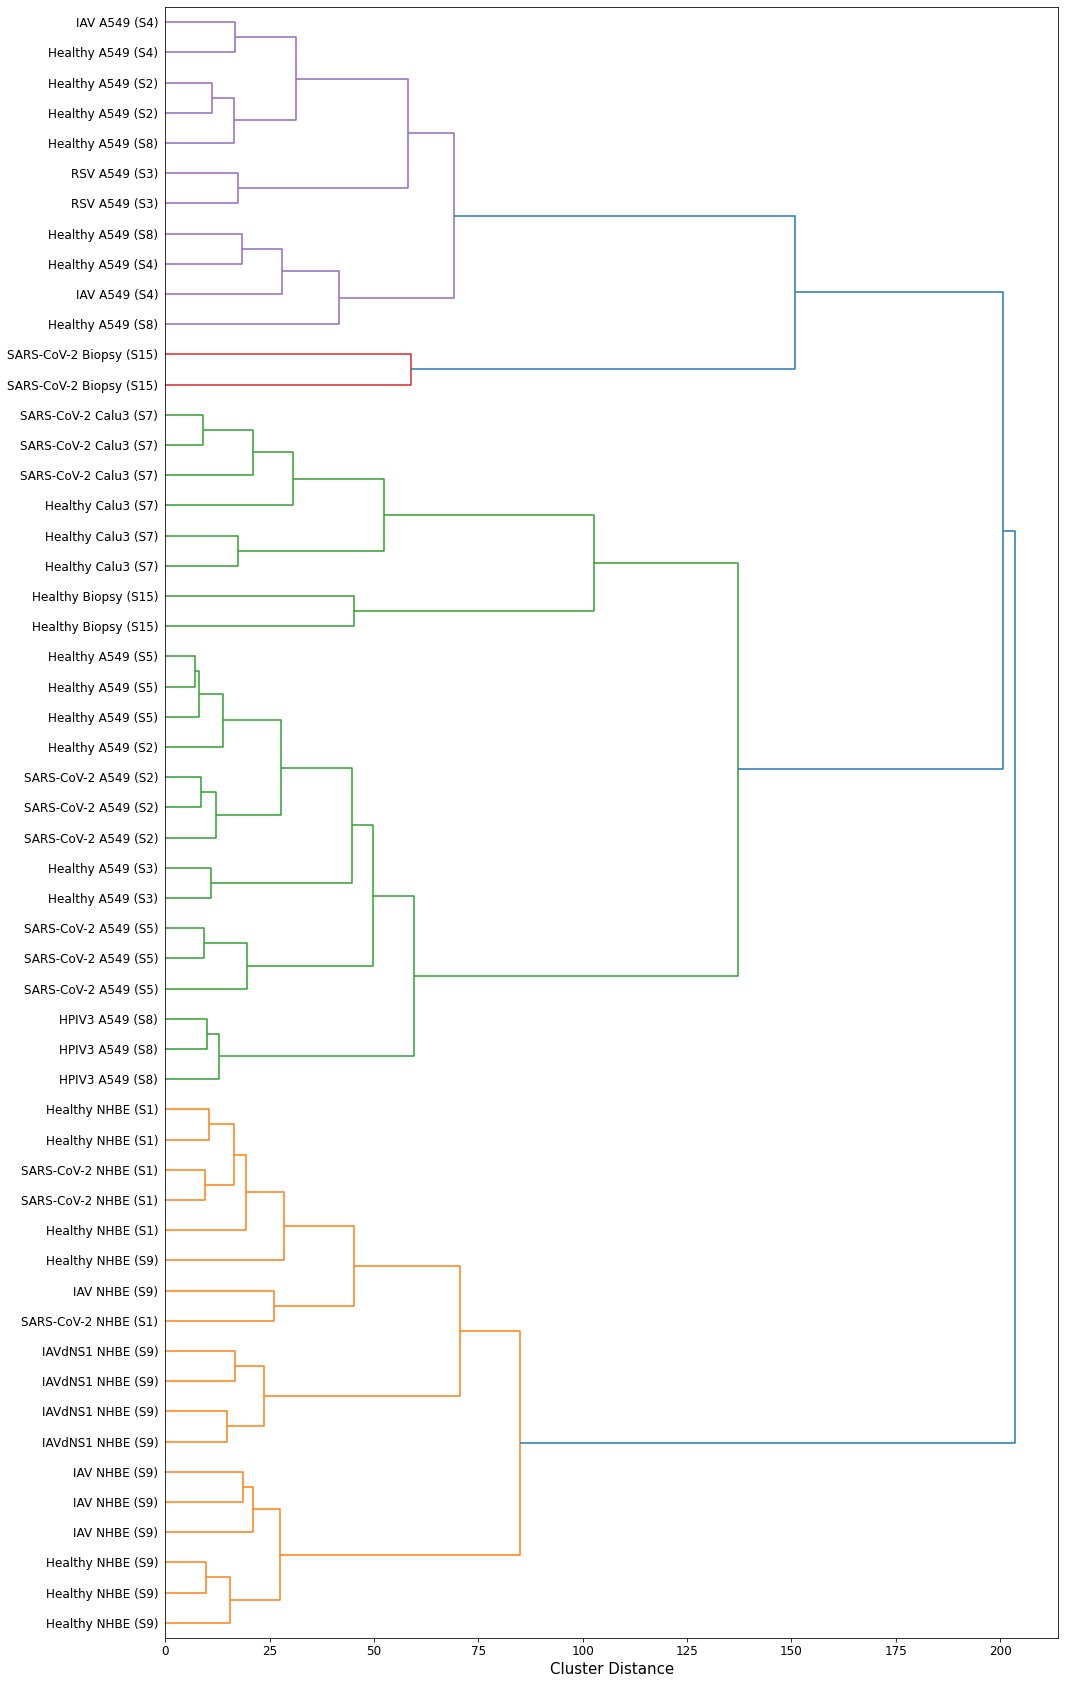 IAV A549 (S4)
Healthy A549 (S4)
Healthy A549 (S2)
Healthy A549 (S2)
Healthy A549 (S8)
RSV A549 (S3)
RSV A549 (S3)
Healthy A549 (S8)
Healthy A549 (S4)
IAV A549 (S4)
Healthy A549 (S8)
SARS-CoV-2 Biopsy (S15)
SARS-CoV-2 Biopsy (S15)
SARS-CoV-2 Calu3 (S7)
SARS-CoV-2 Calu3 (S7)
SARS-CoV-2 Calu3 (S7)
Healthy Calu3 (S7)
Healthy Calu3 (S7)
Healthy Calu3 (S7)
Healthy Biopsy (S15)
Healthy Biopsy (S15)
Healthy A549 (S5)
Healthy A549 (S5)
Healthy A549 (S5)
Healthy A549 (S2)
SARS-CoV-2 A549 (S2)
SARS-CoV-2 A549 (S2)
SARS-CoV-2 A549 (S2)
Healthy A549 (S3)
Healthy A549 (S3)
SARS-CoV-2 A549 (S5)
SARS-CoV-2 A549 (S5)
SARS-CoV-2 A549 (S5)
HPIV3 A549 (S8)
HPIV3 A549 (S8)
HPIV3 A549 (S8)
Healthy NHBE (S1)
Healthy NHBE (S1)
SARS-CoV-2 NHBE (S1)
SARS-CoV-2 NHBE (S1)
Healthy NHBE (S1)
Healthy NHBE (S9)
IAV NHBE (S9)
SARS-CoV-2 NHBE (S1)
IAVdNS1 NHBE (S9)
IAVdNS1 NHBE (S9)
IAVdNS1 NHBE (S9)
IAVdNS1 NHBE (S9)
IAV NHBE (S9)
IAV NHBE (S9)
IAV NHBE (S9)
Healthy NHBE (S9)
Healthy NHBE (S9)
Healthy NHBE (S9)
0 25 50 75 100 125 150 175 200
Cluster Distance